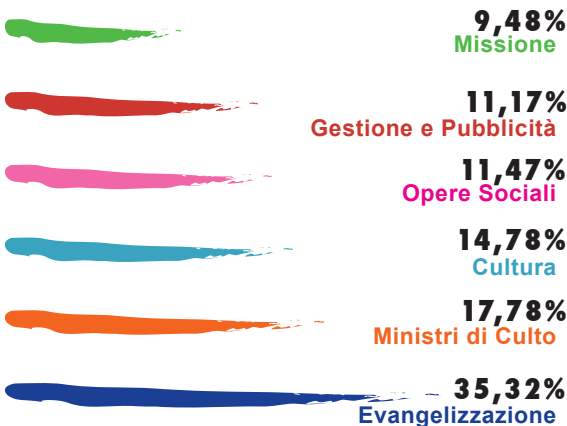 9,48%
Missione
11,17%
Gestione e Pubblicità
11,47%
Opere Sociali
14,78%
Cultura
17,78%
Ministri di Culto
35,32%
Evangelizzazione